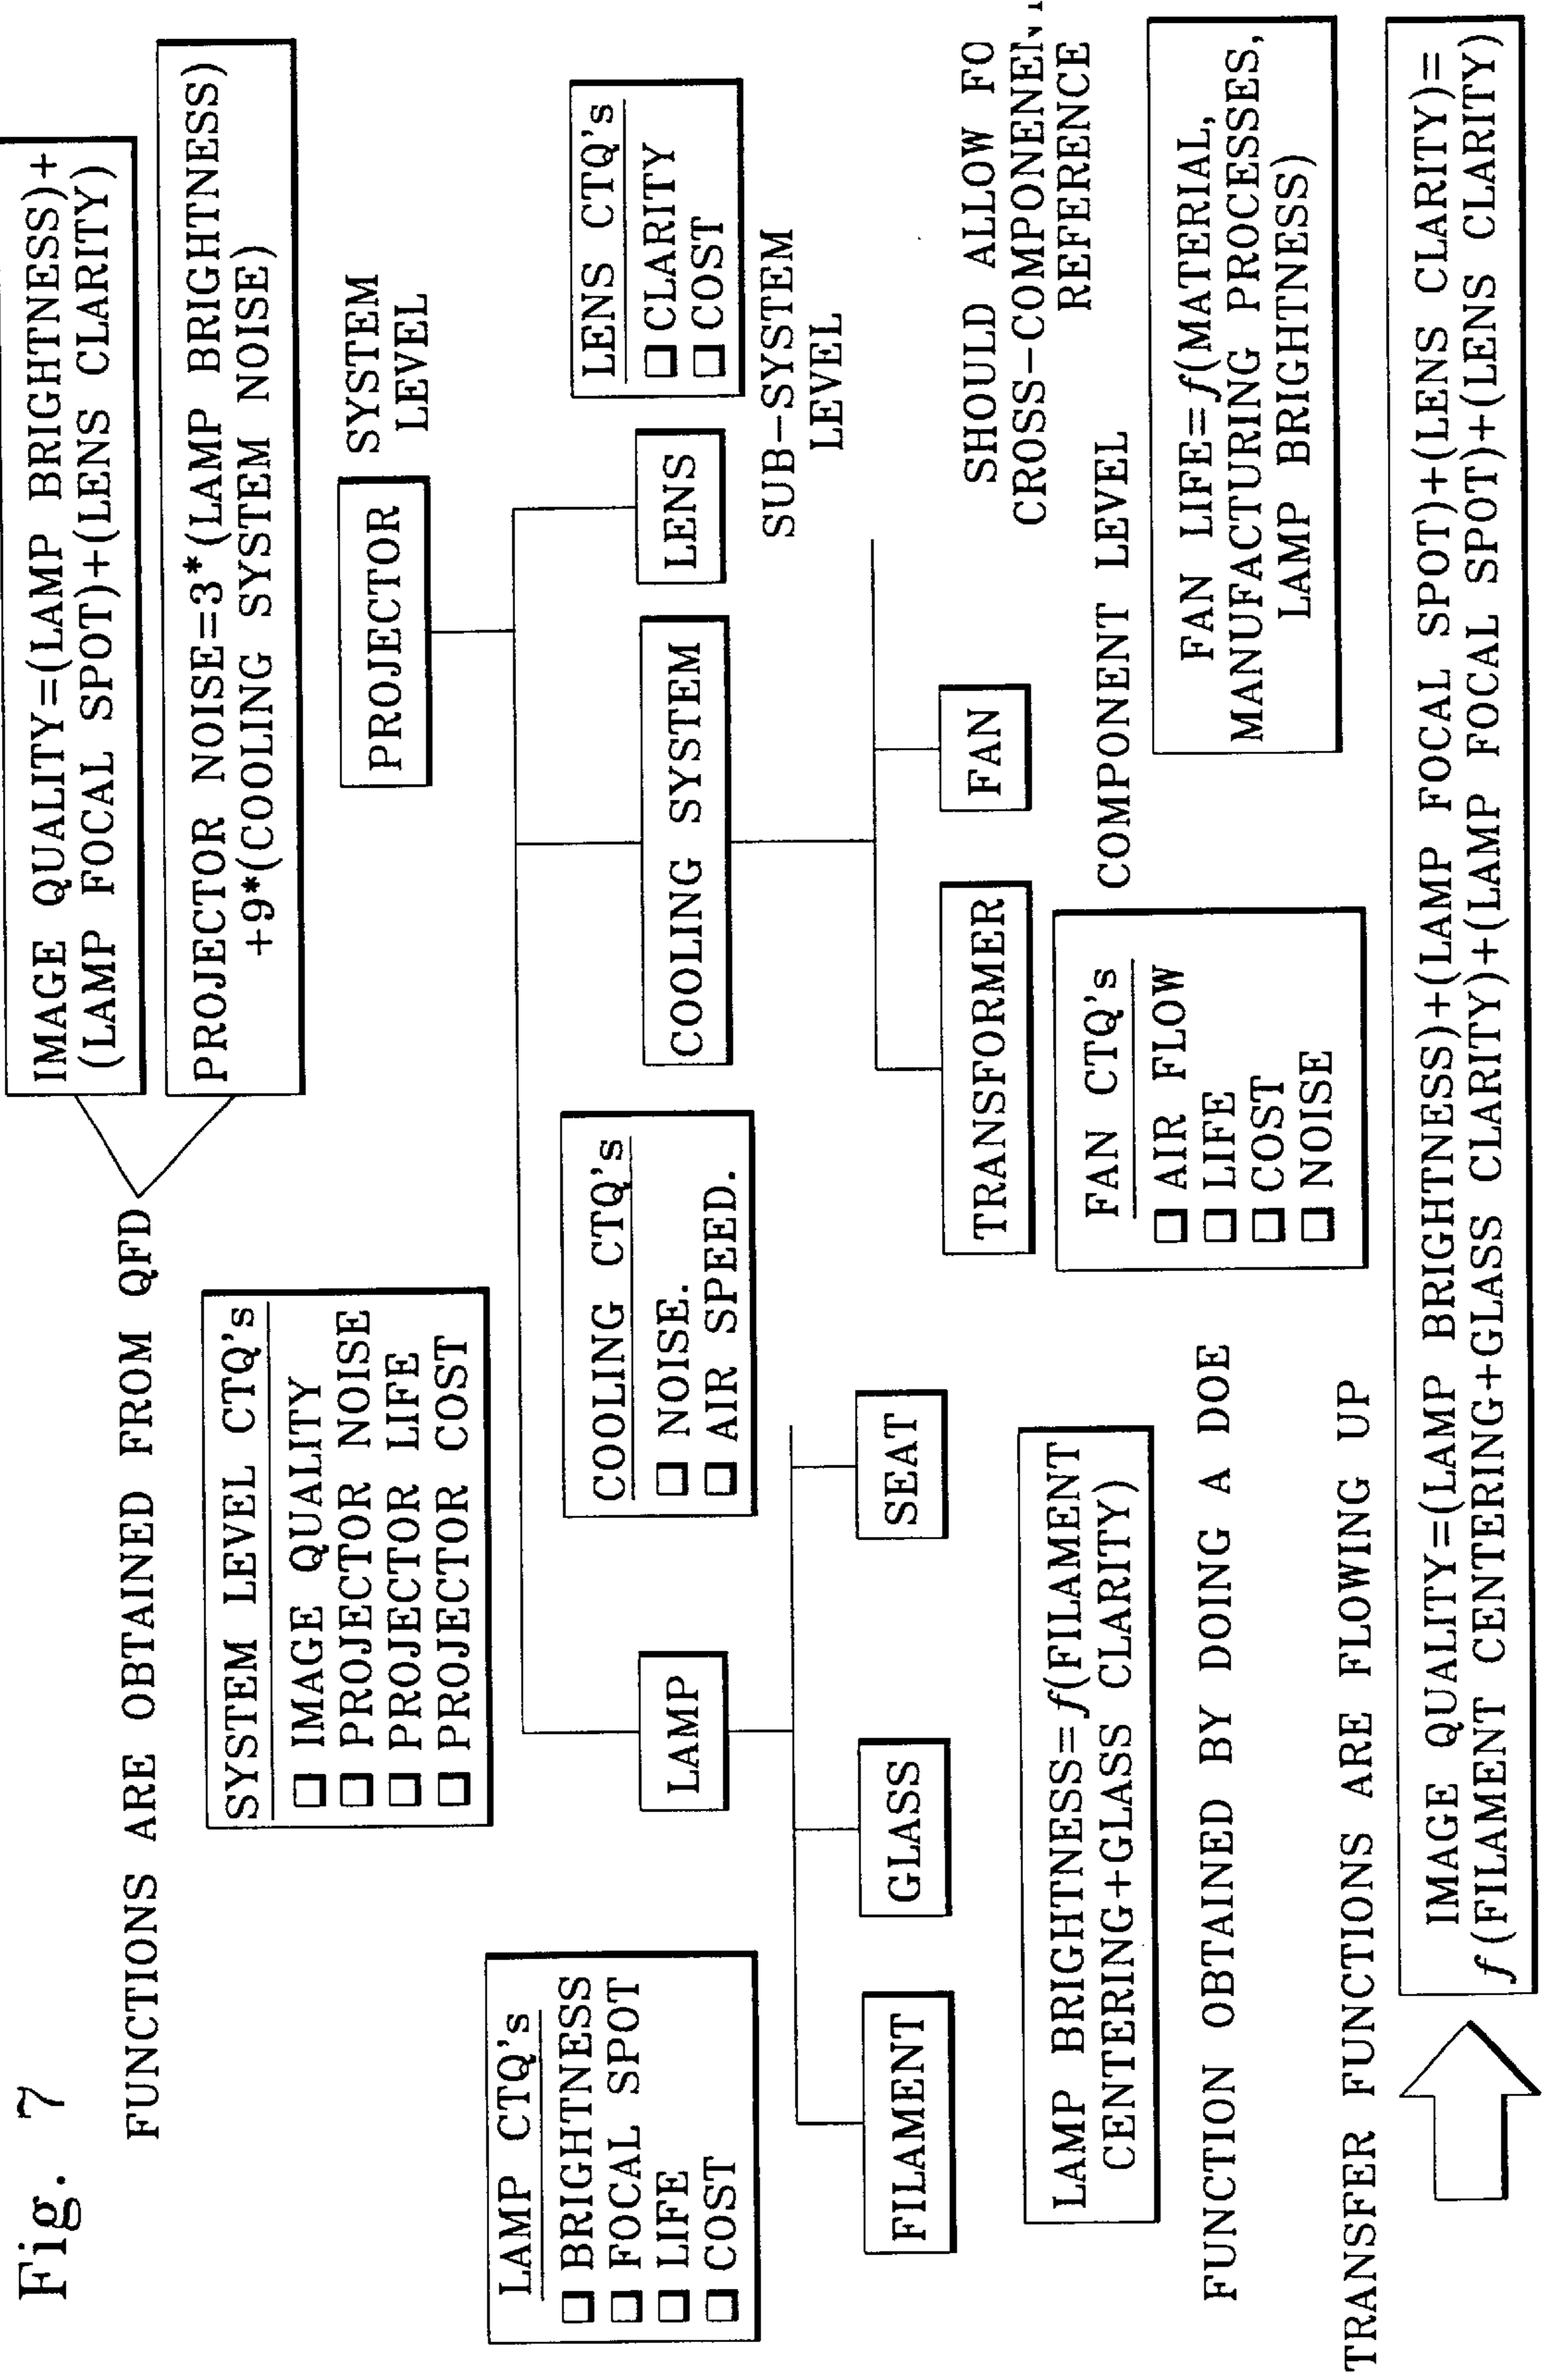 Fig. 7
FUNCTIONS ARE OBTAINED FROM QFD
IMAGE QUALITY=(LAMP BRIGHTNESS)+
(LAMP FOCAL SPOT)+(LENS CLARITY)
PROJECTOR NOISE=3*(LAMP BRIGHTNESS)
+9*(COOLING SYSTEM NOISE)
SYSTEM LEVEL CTQ's
☐ IMAGE QUALITY
☐ PROJECTOR NOISE
☐ PROJECTOR LIFE
☐ PROJECTOR COST
PROJECTOR
SYSTEM
LEVEL
LAMP CTQ's
☐ BRIGHTNESS
☐ FOCAL SPOT
☐ LIFE
☐ COST
LAMP
COOLING CTQ's
☐ NOISE.
☐ AIR SPEED.
COOLING SYSTEM
LENS
LENS CTQ's
☐ CLARITY
☐ COST
SUB-SYSTEM
LEVEL
FILAMENT
GLASS
SEAT
TRANSFORMER
FAN
SHOULD ALLOW FO
CROSS-COMPONENT
REFERENCE
LAMP BRIGHTNESS=f(FILAMENT
CENTERING+GLASS CLARITY)
FAN CTQ's
☐ AIR FLOW
☐ LIFE
☐ COST
☐ NOISE
COMPONENT LEVEL
FAN LIFE=f(MATERIAL,
MANUFACTURING PROCESSES,
LAMP BRIGHTNESS)
FUNCTION OBTAINED BY DOING A DOE
TRANSFER FUNCTIONS ARE FLOWING UP
IMAGE QUALITY=(LAMP BRIGHTNESS)+(LAMP FOCAL SPOT)+(LENS CLARITY)=
f(FILAMENT CENTERING+GLASS CLARITY)+(LAMP FOCAL SPOT)+(LENS CLARITY)